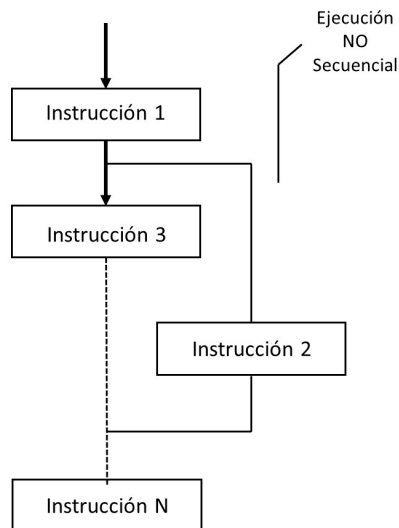 Ejecución
NO
Secuencial
Instrucción 1
Instrucción 3
Instrucción 2
Instrucción N